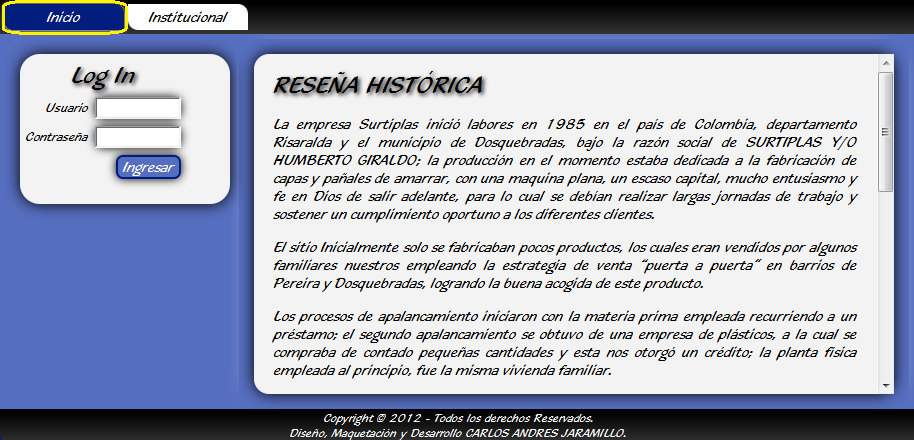 Inicio
Institucional
Log In
Usuario
Contraseña
Ingresar
RESEÑA HISTÓRICA
La empresa Surtiplas inició labores en 1985 en el país de Colombia, departamento
Risaralda y el municipio de Dosquebradas, bajo la razón social de SURTIPLAS Y/O
HUMBERTO GIRALDO; la producción en el momento estaba dedicada a la fabricación de
capas y pañales de amarrar, con una maquina plana, un escaso capital, mucho entusiasmo y
fe en Dios de salir adelante, para lo cual se debían realizar largas jornadas de trabajo y
sostener un cumplimiento oportuno a los diferentes clientes.
El sitio Inicialmente solo se fabricaban pocos productos, los cuales eran vendidos por algunos
familiares nuestros empleando la estrategia de venta “puerta a puerta” en barrios de
Pereira y Dosquebradas, logrando la buena acogida de este producto.
Los procesos de apalancamiento iniciaron con la materia prima empleada recurriendo a un
préstamo; el segundo apalancamiento se obtuvo de una empresa de plásticos, a la cual se
compraba de contado pequeñas cantidades y esta nos otorgó un crédito; la planta física
empleada al principio, fue la misma vivienda familiar.
Copyright © 2012 - Todos los derechos Reservados.
Diseño, Maquetación y Desarrollo CARLOS ANDRES JARAMILLO.